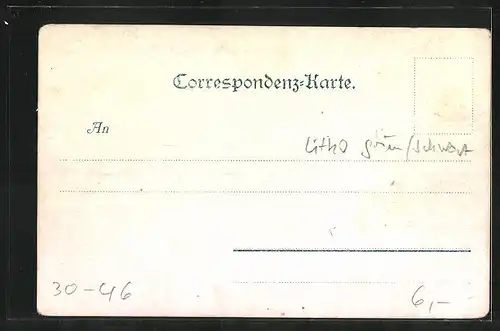 Correspondenz-Karte.
An
Litho grün/schwarz
30-46
6,-